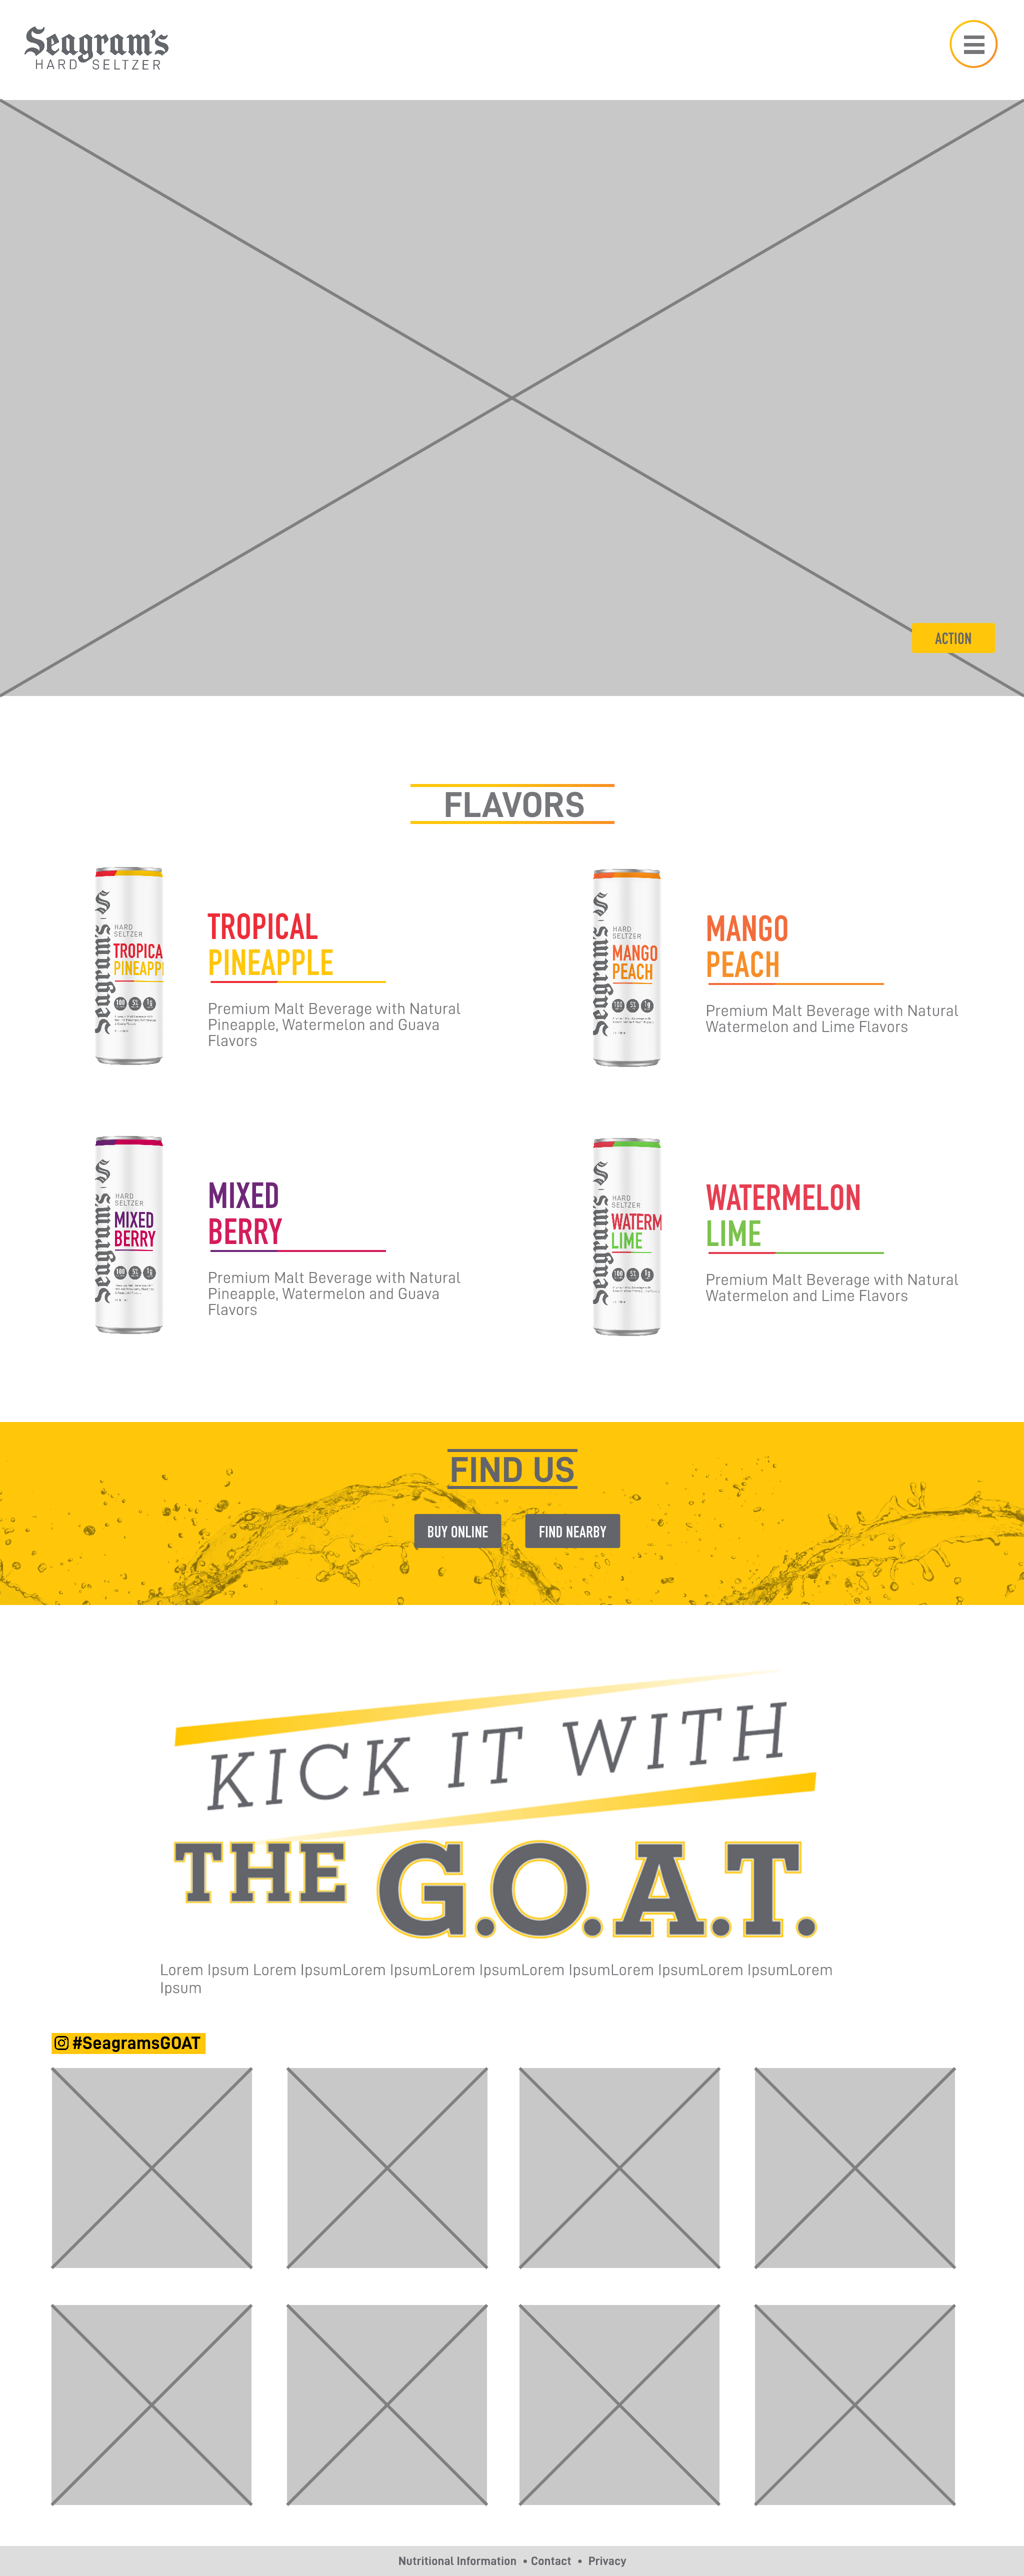 Seagram's
HARD SELTZER
ACTION
FLAVORS
Seagram's
HARD
SELTZER
TROPICA
PINEAPP
TROPICAL
PINEAPPLE
Premium Malt Beverage with Natural
Pineapple, Watermelon and Guava
Flavors
Seagram's
HARD
SELTZER
MANGO
PEACH
MANGO
PEACH
Premium Malt Beverage with Natural
Watermelon and Lime Flavors
Seagram's
HARD
SELTZER
MIXED
BERRY
MIXED
BERRY
Premium Malt Beverage with Natural
Pineapple, Watermelon and Guava
Flavors
Seagram's
HARD
SELTZER
WATERM
LIME
WATERMELON
LIME
Premium Malt Beverage with Natural
Watermelon and Lime Flavors
FIND US
BUY ONLINE
FIND NEARBY
KICK IT WITH
THE G.O.A.T.
Lorem Ipsum Lorem IpsumLorem IpsumLorem IpsumLorem IpsumLorem IpsumLorem IpsumLorem
Ipsum
#SeagramsGOAT
Nutritional Information • Contact • Privacy